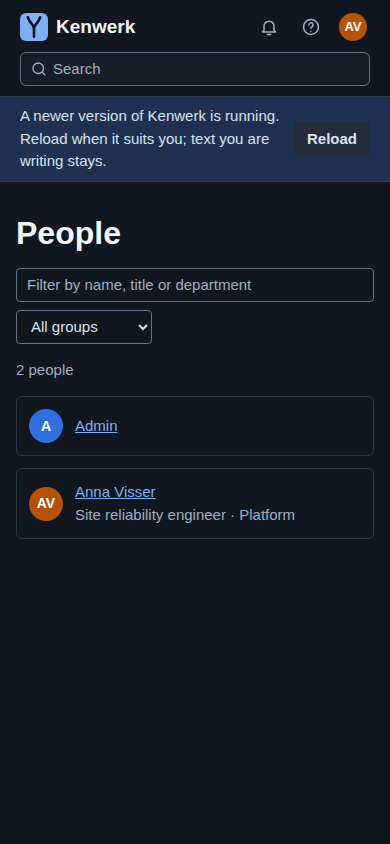 Kenwerk
AV
Search
A newer version of Kenwerk is running.
Reload when it suits you; text you are
writing stays.
Reload
People
Filter by name, title or department
All groups
2 people
A
Admin
AV
Anna Visser
Site reliability engineer · Platform